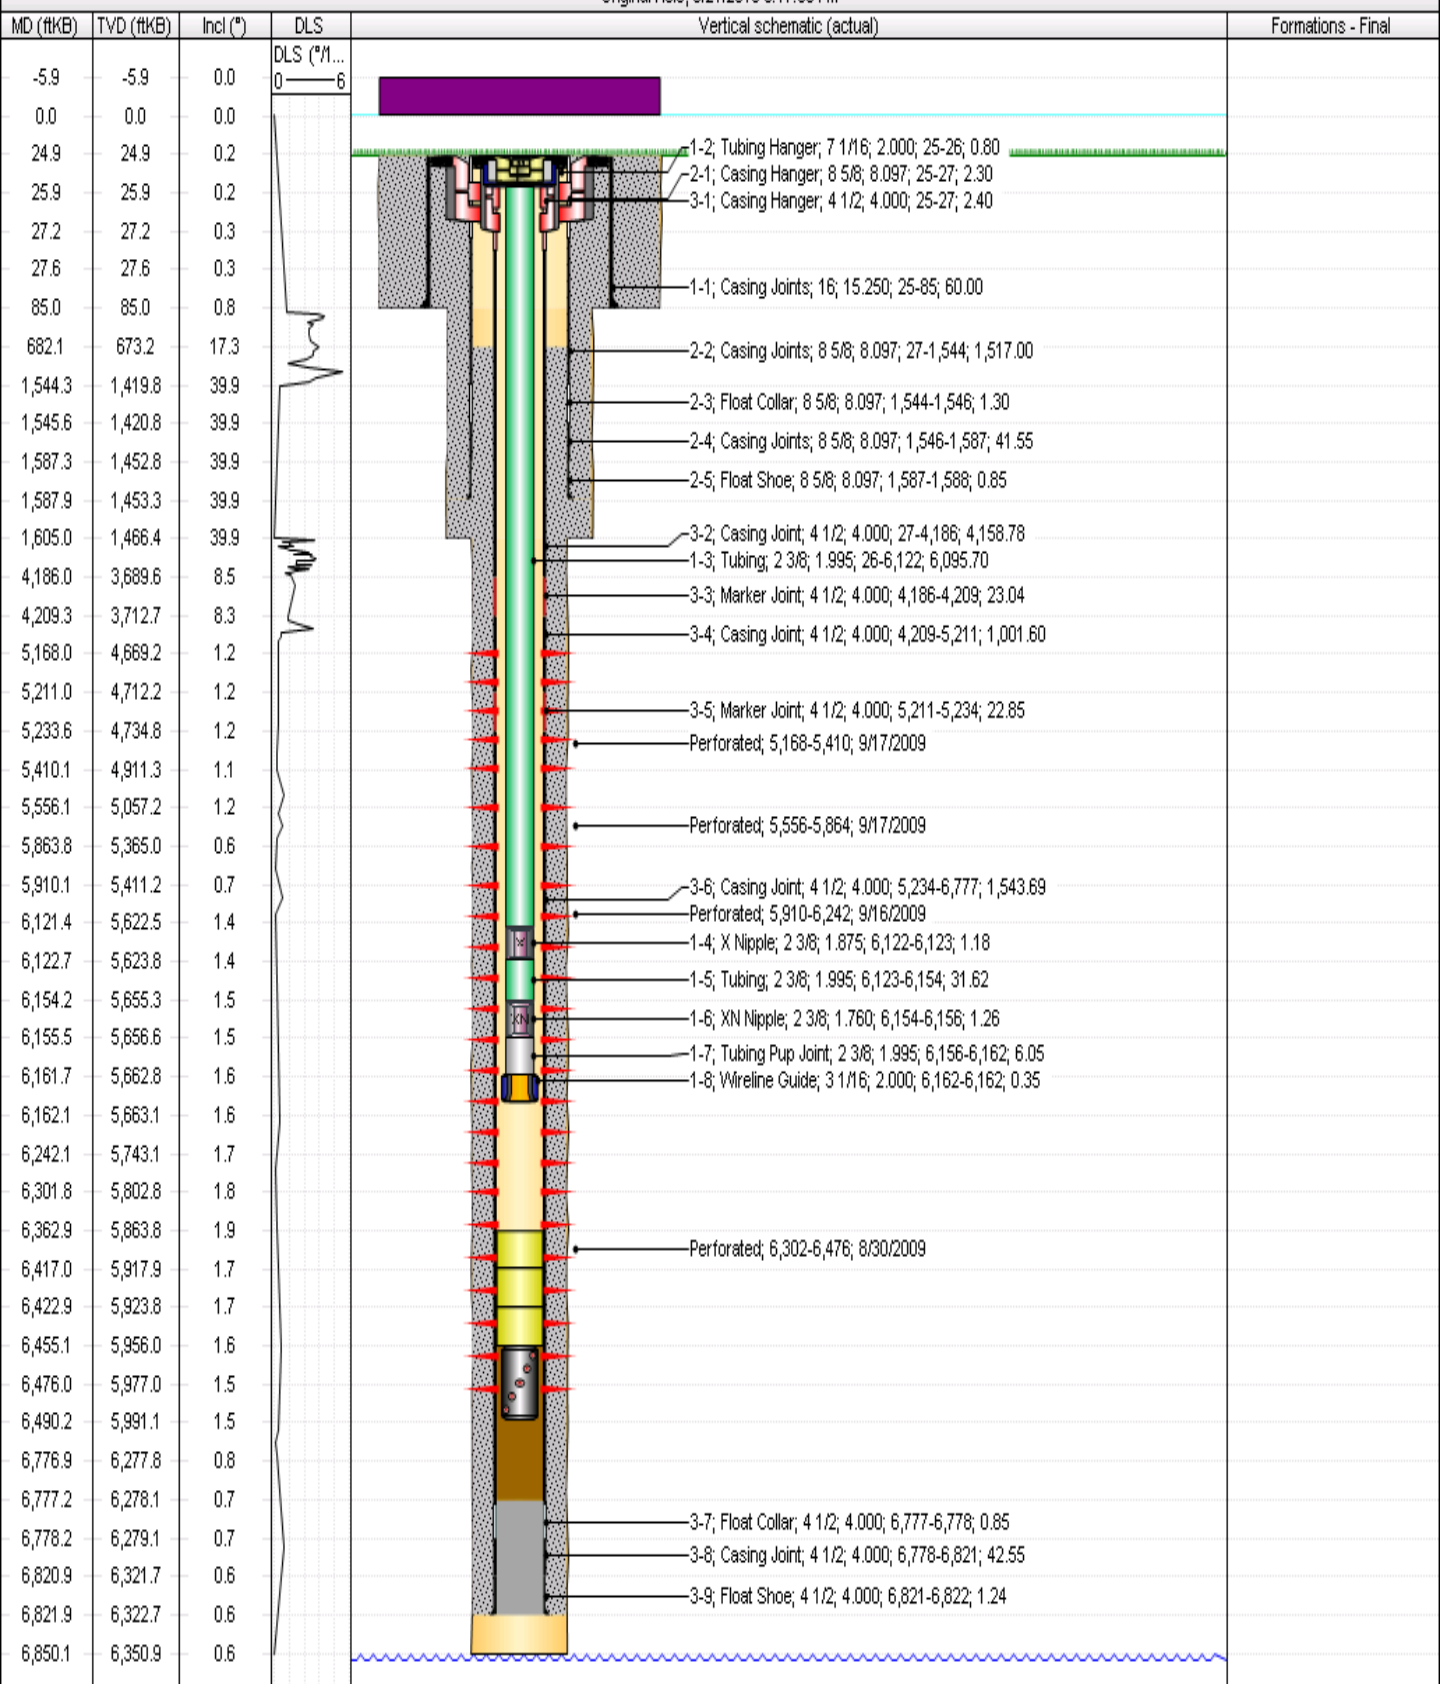 MD (ftKB) TVD (ftKB) Incl (°) DLS Vertical schematic (actual) Formations - Final
DLS (°/1...
0 6
-5.9 -5.9 0.0
0.0 0.0 0.0
24.9 24.9 0.2
25.9 25.9 0.2
27.2 27.2 0.3
27.6 27.6 0.3
85.0 85.0 0.8
682.1 673.2 17.3
1,544.3 1,419.8 39.9
1,545.6 1,420.8 39.9
1,587.3 1,452.8 39.9
1,587.9 1,453.3 39.9
1,605.0 1,466.4 39.9
4,186.0 3,689.6 8.5
4,209.3 3,712.7 8.3
5,168.0 4,669.2 1.2
5,211.0 4,712.2 1.2
5,233.6 4,734.8 1.2
5,410.1 4,911.3 1.1
5,556.1 5,057.2 1.2
5,863.8 5,365.0 0.6
5,910.1 5,411.2 0.7
6,121.4 5,622.5 1.4
6,122.7 5,623.8 1.4
6,154.2 5,655.3 1.5
6,155.5 5,656.6 1.5
6,161.7 5,662.8 1.6
6,162.1 5,663.1 1.6
6,242.1 5,743.1 1.7
6,301.8 5,802.8 1.8
6,362.9 5,863.8 1.9
6,417.0 5,917.9 1.7
6,422.9 5,923.8 1.7
6,455.1 5,956.0 1.6
6,476.0 5,977.0 1.5
6,490.2 5,991.1 1.5
6,776.9 6,277.8 0.8
6,777.2 6,278.1 0.7
6,778.2 6,279.1 0.7
6,820.9 6,321.7 0.6
6,821.9 6,322.7 0.6
6,850.1 6,350.9 0.6
1-2; Tubing Hanger; 7 1/16; 2.000; 25-26; 0.80
2-1; Casing Hanger; 8 5/8; 8.097; 25-27; 2.30
3-1; Casing Hanger; 4 1/2; 4.000; 25-27; 2.40
1-1; Casing Joints; 16; 15.250; 25-85; 60.00
2-2; Casing Joints; 8 5/8; 8.097; 27-1,544; 1,517.00
2-3; Float Collar; 8 5/8; 8.097; 1,544-1,546; 1.30
2-4; Casing Joints; 8 5/8; 8.097; 1,546-1,587; 41.55
2-5; Float Shoe; 8 5/8; 8.097; 1,587-1,588; 0.85
3-2; Casing Joint; 4 1/2; 4.000; 27-4,186; 4,158.78
1-3; Tubing; 2 3/8; 1.995; 26-6,122; 6,095.70
3-3; Marker Joint; 4 1/2; 4.000; 4,186-4,209; 23.04
3-4; Casing Joint; 4 1/2; 4.000; 4,209-5,211; 1,001.60
3-5; Marker Joint; 4 1/2; 4.000; 5,211-5,234; 22.85
Perforated; 5,168-5,410; 9/17/2009
Perforated; 5,556-5,864; 9/17/2009
3-6; Casing Joint; 4 1/2; 4.000; 5,234-6,777; 1,543.69
Perforated; 5,910-6,242; 9/16/2009
X
1-4; X Nipple; 2 3/8; 1.875; 6,122-6,123; 1.18
1-5; Tubing; 2 3/8; 1.995; 6,123-6,154; 31.62
XN
1-6; XN Nipple; 2 3/8; 1.760; 6,154-6,156; 1.26
1-7; Tubing Pup Joint; 2 3/8; 1.995; 6,156-6,162; 6.05
1-8; Wireline Guide; 3 1/16; 2.000; 6,162-6,162; 0.35
Perforated; 6,302-6,476; 8/30/2009
3-7; Float Collar; 4 1/2; 4.000; 6,777-6,778; 0.85
3-8; Casing Joint; 4 1/2; 4.000; 6,778-6,821; 42.55
3-9; Float Shoe; 4 1/2; 4.000; 6,821-6,822; 1.24